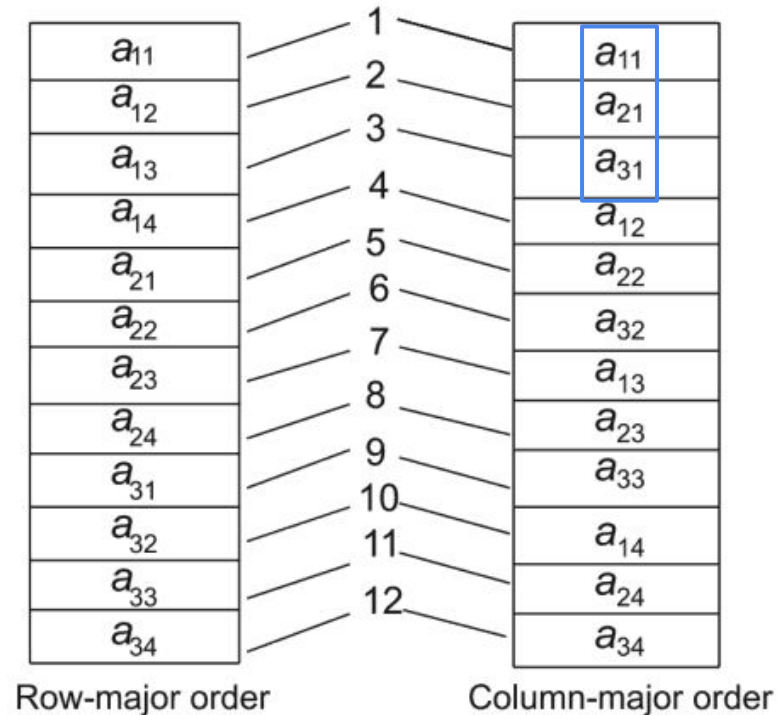 a11 1 a11
a12 2 a21
a13 3 a31
a14 4 a12
a21 5 a22
a22 6 a32
a23 7 a13
a24 8 a23
a31 9 a33
a32 10 a14
a33 11 a24
a34 12 a34
Row-major order Column-major order